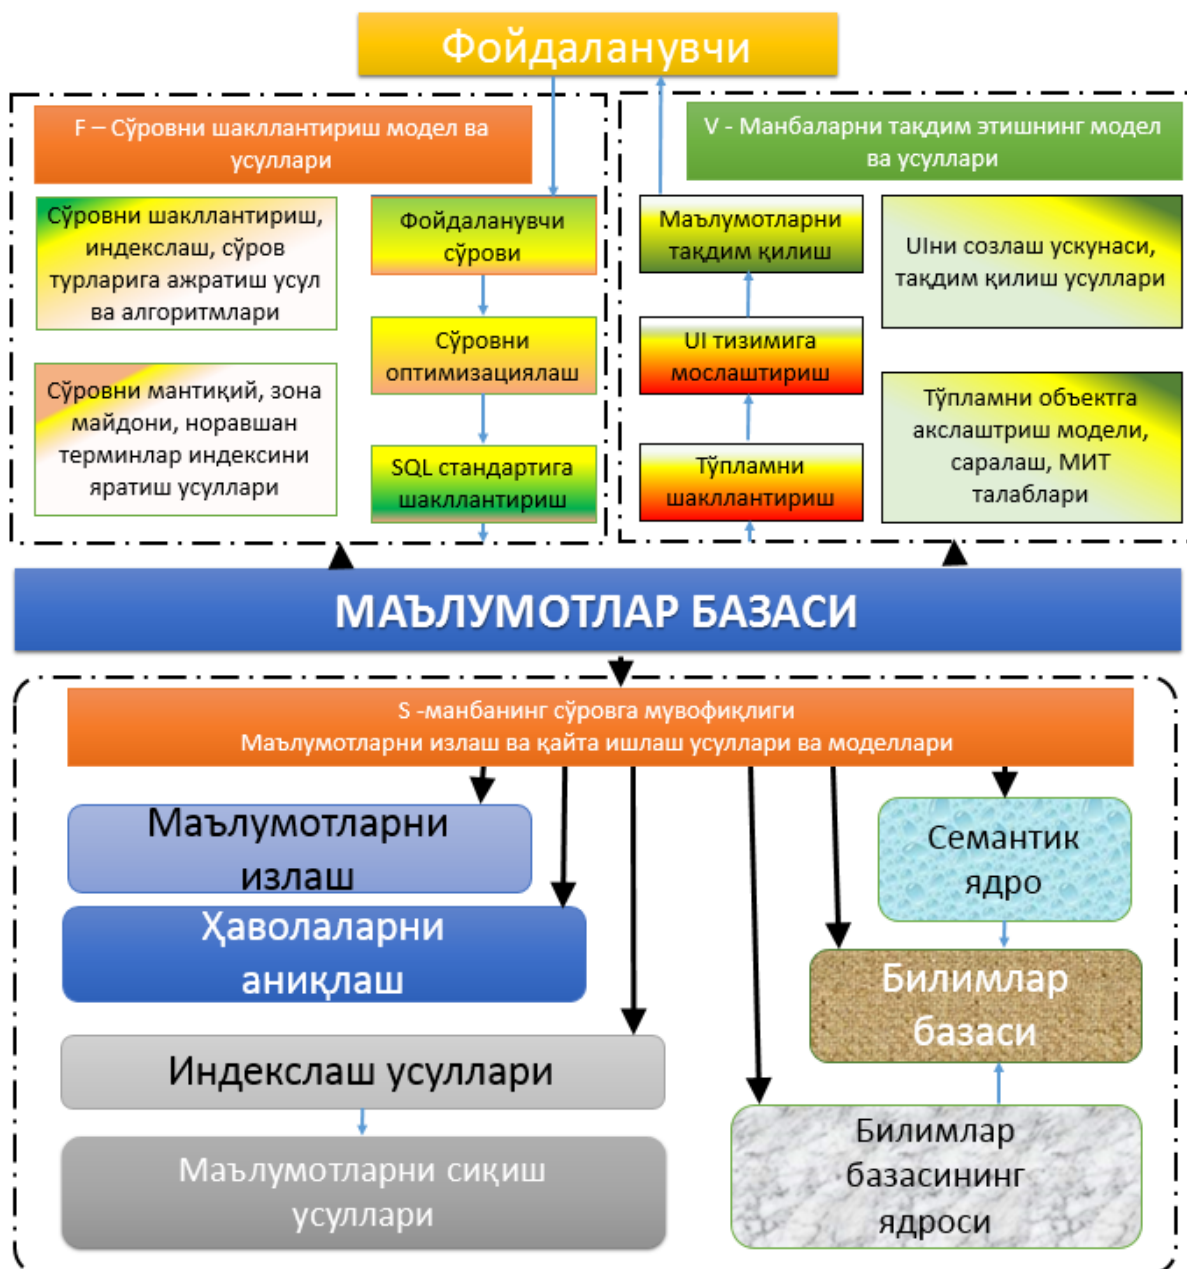 Фойдаланувчи
F – Сўровни шакллантириш модел ва
усуллари
Сўровни шакллантириш,
индекслаш, сўров
турларига ажратиш усул
ва алгоритмлари
Сўровни мантиқий, зона
майдони, норавшан
терминлар индексини
яратиш усуллари
Фойдаланувчи
сўрови
Сўровни
оптимизациялаш
SQL стандартига
шакллантириш
V - Манбаларни тақдим этишнинг модел
ва усуллари
Маълумотларни
тақдим қилиш
UI тизимига
мослаштириш
Тўпламни
шакллантириш
UIни созлаш ускунаси,
тақдим қилиш усуллари
Тўпламни объектга
акслаштриш модели,
саралаш, МИТ
талаблари
МАЪЛУМОТЛАР БАЗАСИ
S -манбанинг сўровга мувофиқлиги
Маълумотларни излаш ва қайта ишлаш усуллари ва моделлари
Маълумотларни
излаш
Ҳаволаларни
аниқлаш
Индекслаш усуллари
Маълумотларни сиқиш
усуллари
Семантик
ядро
Билимлар
базаси
Билимлар
базасининг
ядроси